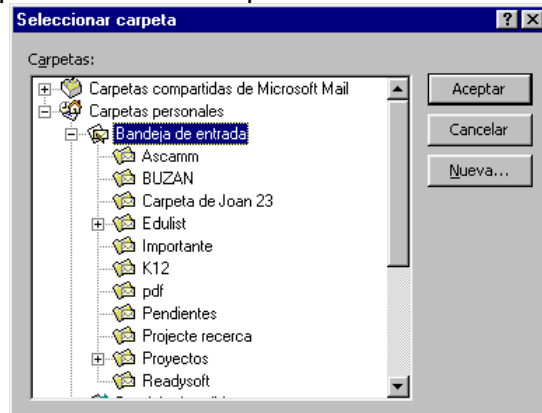 Seleccionar carpeta
Carpetas:
Carpetas compartidas de Microsoft Mail
Aceptar
Carpetas personales
Bandeja de entrada
Cancelar
Ascamm
BUZAN
Nueva...
Carpeta de Joan 23
Edulist
Importante
K12
pdf
Pendientes
Projecte recerca
Proyectos
Readysoft